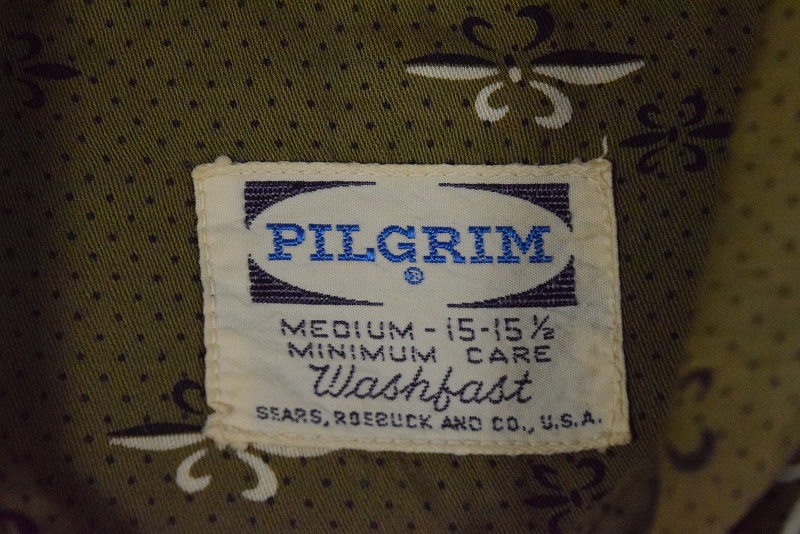 PILGRIM
®
MEDIUM - 15-15½
MINIMUM CARE
Washfast
SEARS, ROEBUCK AND CO., U.S.A.